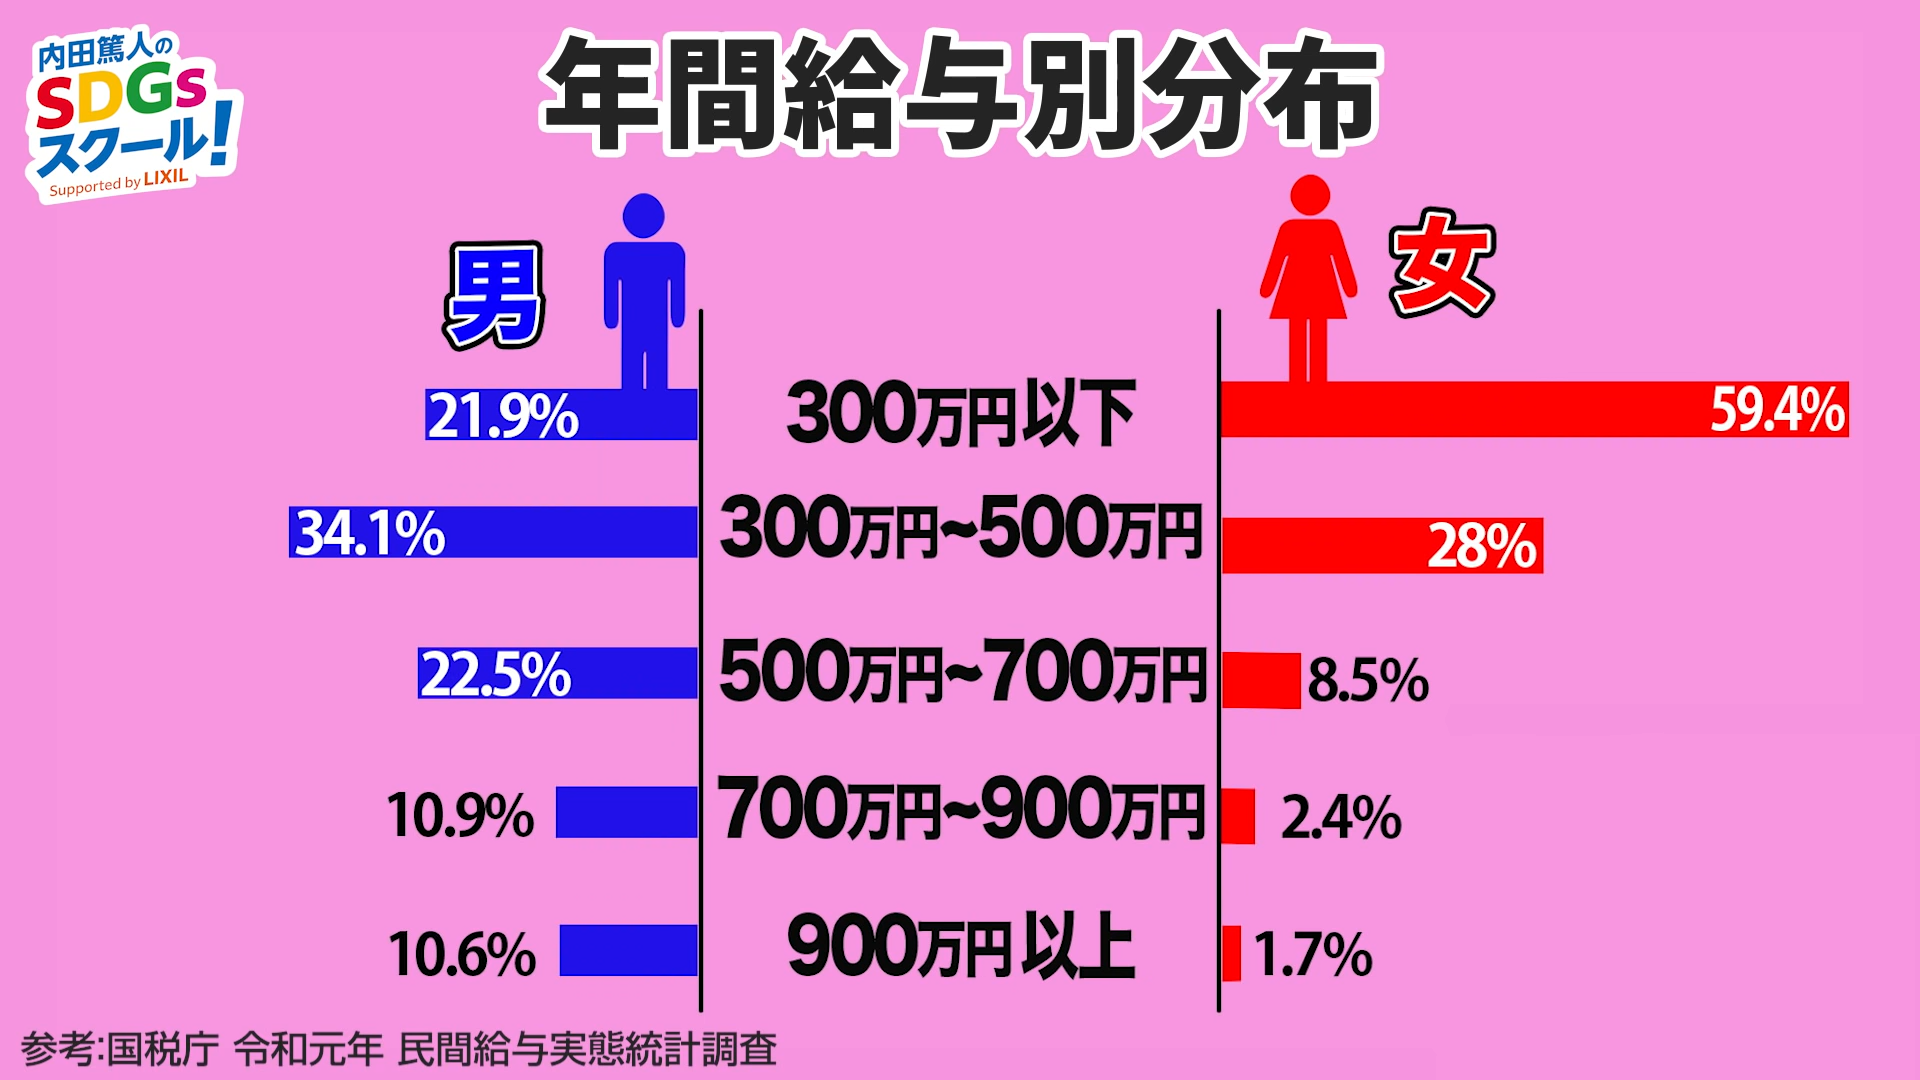 内田篤人の
SDGs
スクール!
Supported by LIXIL
年間給与別分布
男
女
21.9% 300万円以下 59.4%
34.1% 300万円~500万円 28%
22.5% 500万円~700万円 8.5%
10.9% 700万円~900万円 2.4%
10.6% 900万円以上 1.7%
参考:国税庁 令和元年 民間給与実態統計調査